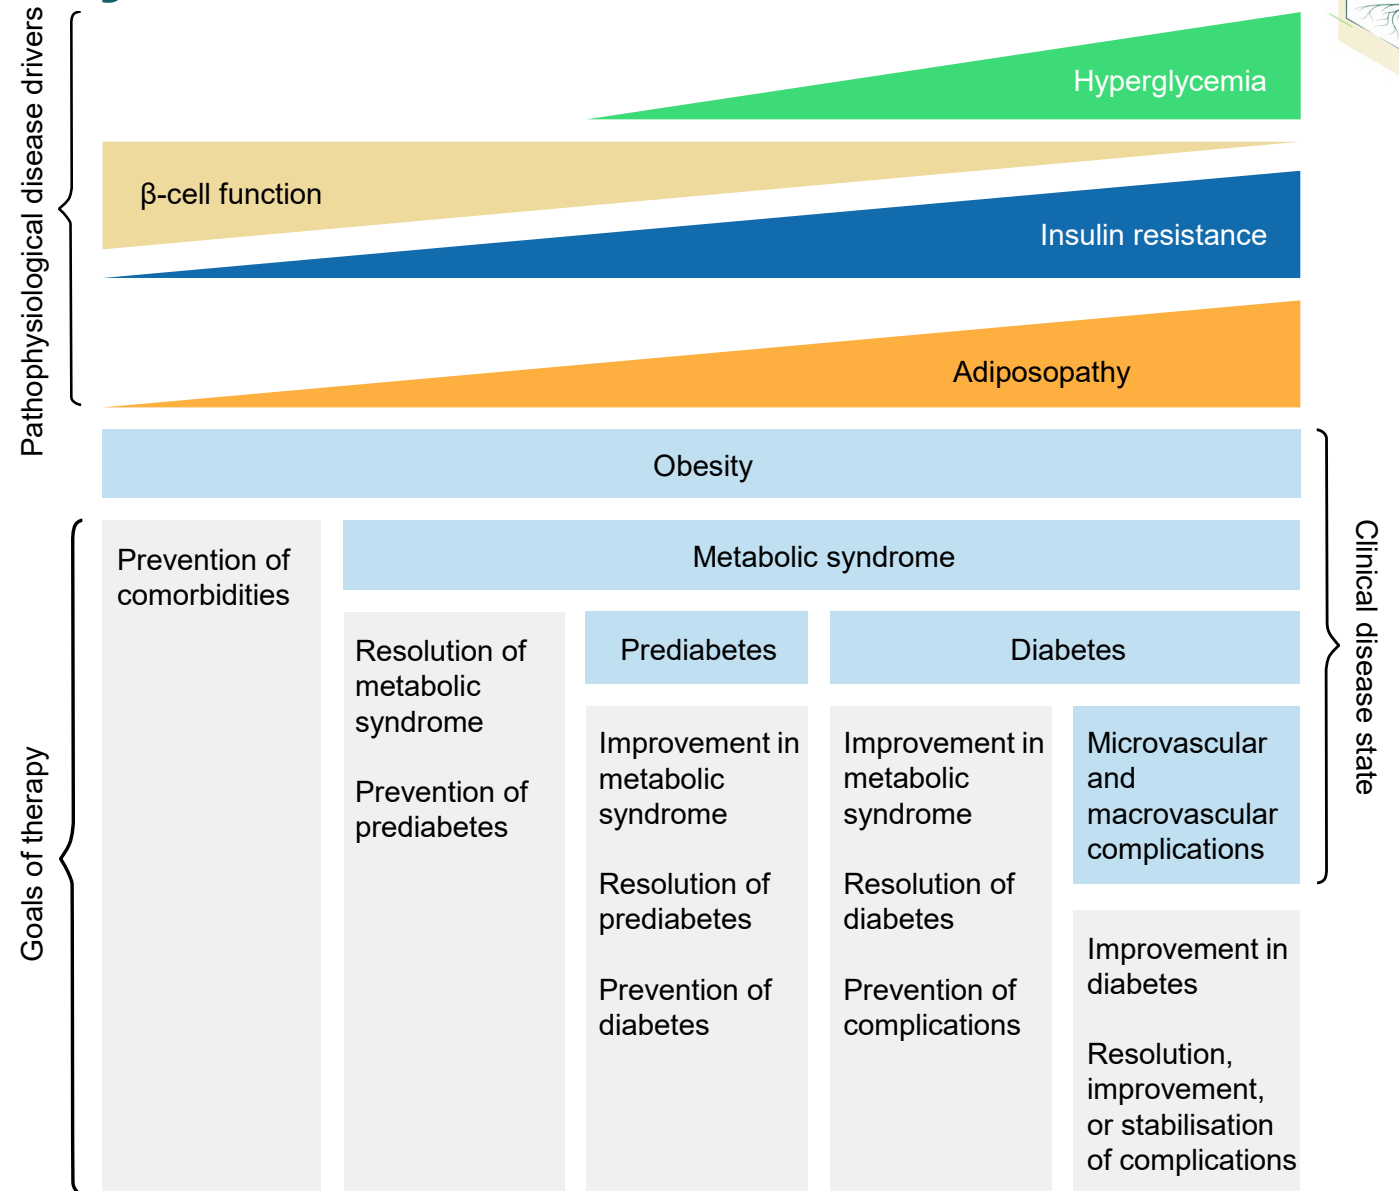 Pathophysiological disease drivers
Hyperglycemia
β-cell function
Insulin resistance
Adiposopathy
Obesity
Clinical disease state
Goals of therapy
Prevention of
comorbidities
Metabolic syndrome
Resolution of
metabolic
syndrome
Prevention of
prediabetes
Prediabetes
Improvement in
metabolic
syndrome
Resolution of
prediabetes
Prevention of
diabetes
Diabetes
Improvement in
metabolic
syndrome
Resolution of
diabetes
Prevention of
complications
Microvascular
and
macrovascular
complications
Improvement in
diabetes
Resolution,
improvement,
or stabilisation
of complications